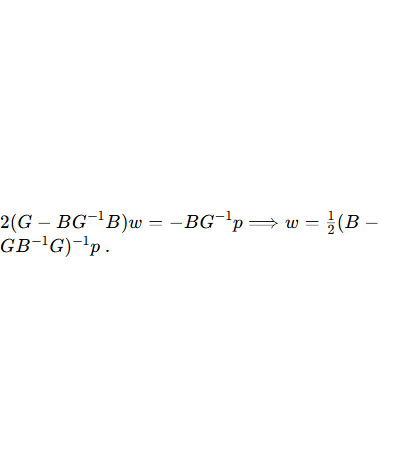 2(G − BG⁻¹B)w = −BG⁻¹p ⟹ w = ½(B −
GB⁻¹G)⁻¹p .